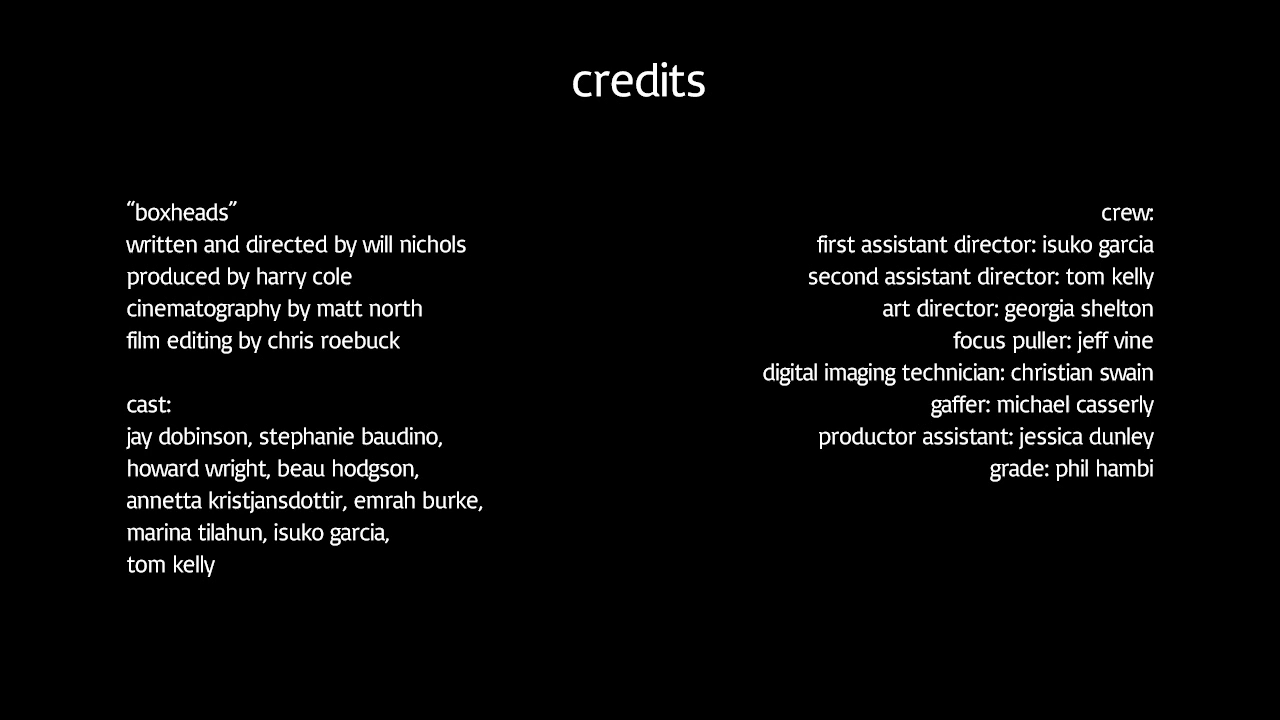 credits
“boxheads”
written and directed by will nichols
produced by harry cole
cinematography by matt north
film editing by chris roebuck
cast:
jay dobinson, stephanie baudino,
howard wright, beau hodgson,
annetta kristjansdottir, emrah burke,
marina tilahun, isuko garcia,
tom kelly
crew:
first assistant director: isuko garcia
second assistant director: tom kelly
art director: georgia shelton
focus puller: jeff vine
digital imaging technician: christian swain
gaffer: michael casserly
productor assistant: jessica dunley
grade: phil hambi